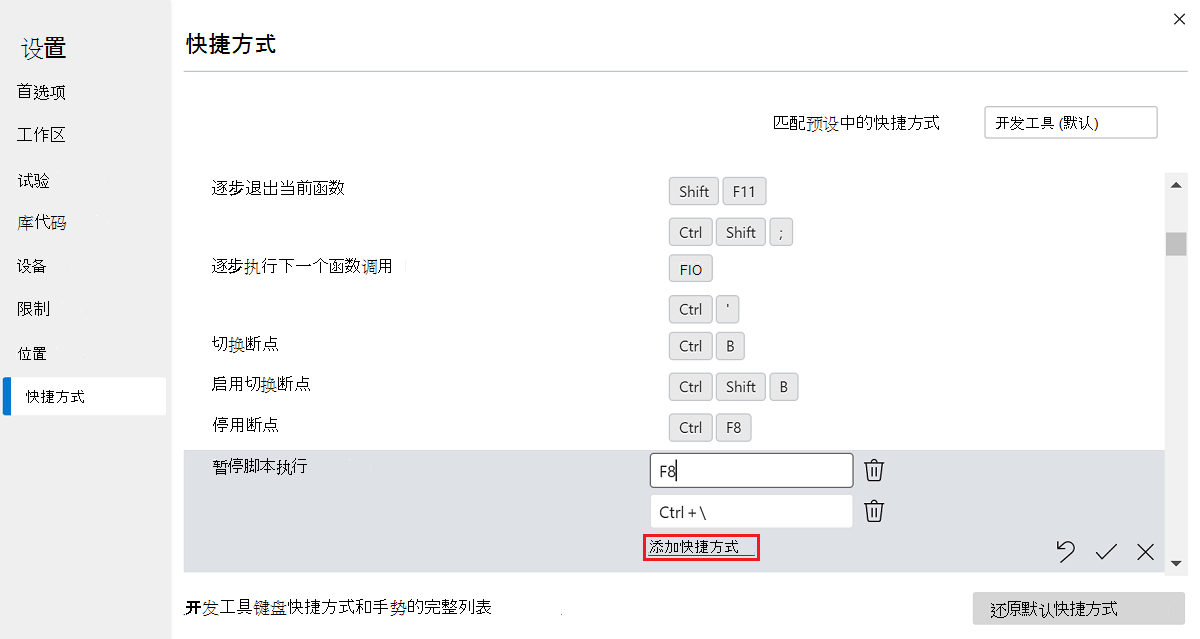 设置
首选项
工作区
试验
库代码
设备
限制
位置
快捷方式
快捷方式
匹配预设中的快捷方式 开发工具 (默认)
逐步退出当前函数 Shift F11
Ctrl Shift ;
逐步执行下一个函数调用 FIO
Ctrl '
切换断点 Ctrl B
启用切换断点 Ctrl Shift B
停用断点 Ctrl F8
暂停脚本执行 F8
Ctrl + \
添加快捷方式
开发工具键盘快捷方式和手势的完整列表 还原默认快捷方式